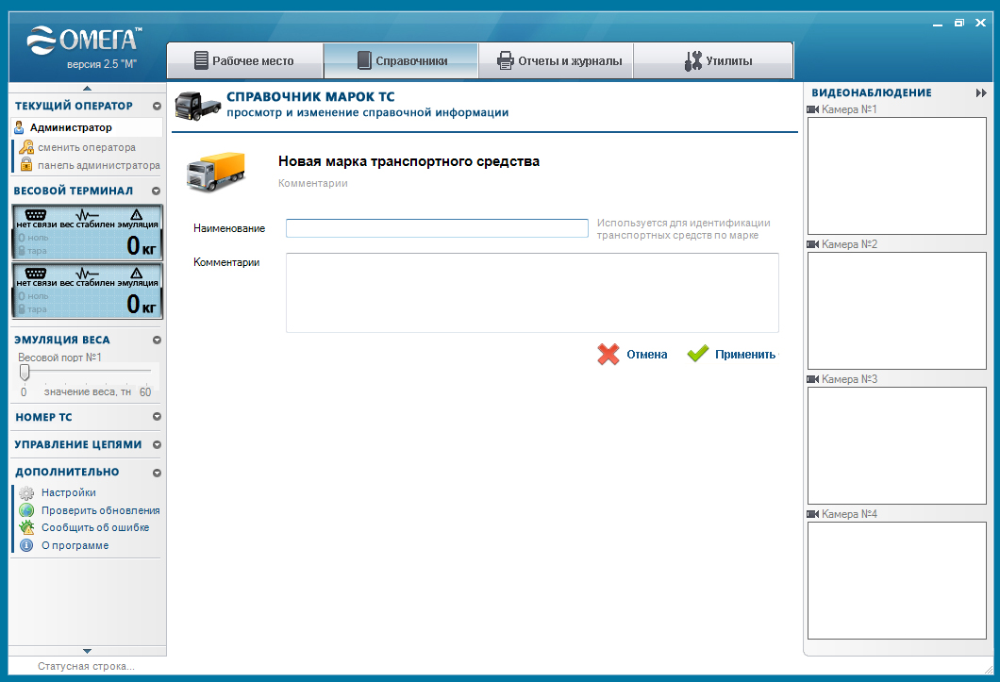 ОМЕГА™
версия 2.5 "М"
Рабочее место
Справочники
Отчеты и журналы
Утилиты
ТЕКУЩИЙ ОПЕРАТОР
Администратор
сменить оператора
панель администратора
ВЕСОВОЙ ТЕРМИНАЛ
нет связи вес стабилен эмуляция
0 ноль
тара
0 кг
нет связи вес стабилен эмуляция
0 ноль
тара
0 кг
ЭМУЛЯЦИЯ ВЕСА
Весовой порт №1
0 значение веса, тн 60
НОМЕР ТС
УПРАВЛЕНИЕ ЦЕПЯМИ
ДОПОЛНИТЕЛЬНО
Настройки
Проверить обновления
Сообщить об ошибке
О программе
СПРАВОЧНИК МАРОК ТС
просмотр и изменение справочной информации
Новая марка транспортного средства
Комментарии
Наименование
Используется для идентификации
транспортных средств по марке
Комментарии
Отмена
Применить
ВИДЕОНАБЛЮДЕНИЕ
Камера №1
Камера №2
Камера №3
Камера №4
Статусная строка...